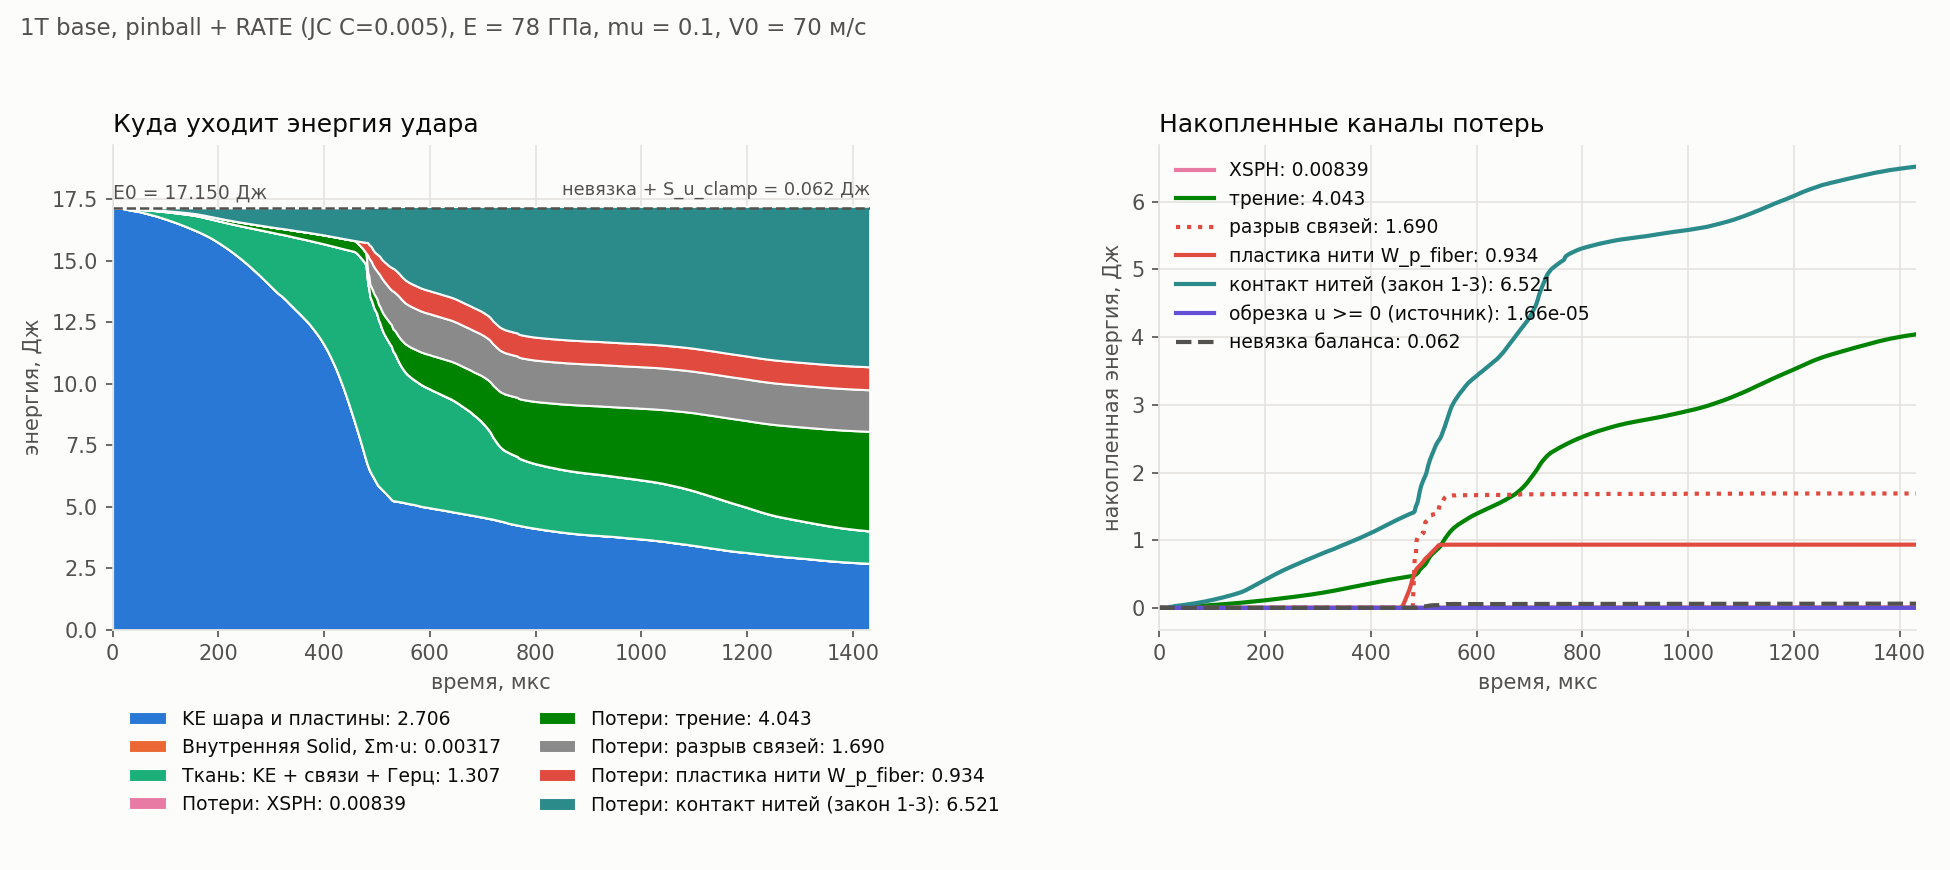 1T base, pinball + RATE (JC C=0.005), E = 78 ГПа, mu = 0.1, V0 = 70 м/с
Куда уходит энергия удара
E0 = 17.150 Дж
невязка + S_u_clamp = 0.062 Дж
энергия, Дж
17.5
15.0
12.5
10.0
7.5
5.0
2.5
0.0
0 200 400 600 800 1000 1200 1400
время, мкс
KE шара и пластины: 2.706
Внутренняя Solid, Σm·u: 0.00317
Ткань: KE + связи + Герц: 1.307
Потери: XSPH: 0.00839
Потери: трение: 4.043
Потери: разрыв связей: 1.690
Потери: пластика нити W_p_fiber: 0.934
Потери: контакт нитей (закон 1-3): 6.521
Накопленные каналы потерь
XSPH: 0.00839
трение: 4.043
разрыв связей: 1.690
пластика нити W_p_fiber: 0.934
контакт нитей (закон 1-3): 6.521
обрезка u >= 0 (источник): 1.66e-05
невязка баланса: 0.062
накопленная энергия, Дж
6
5
4
3
2
1
0
0 200 400 600 800 1000 1200 1400
время, мкс